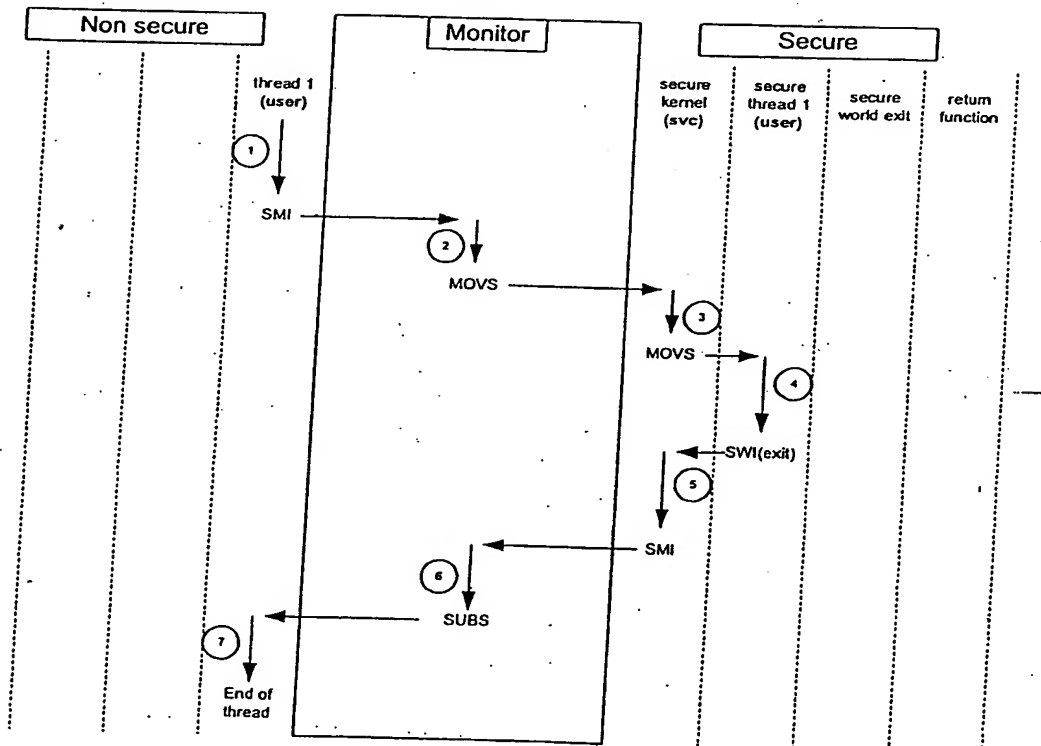 Non secure
Monitor
Secure
thread 1
(user)
secure
kernel
(svc)
secure
thread 1
(user)
secure
world exit
return
function
1
SMI
2
MOVS
3
MOVS
4
SWI(exit)
5
SMI
6
SUBS
7
End of
thread